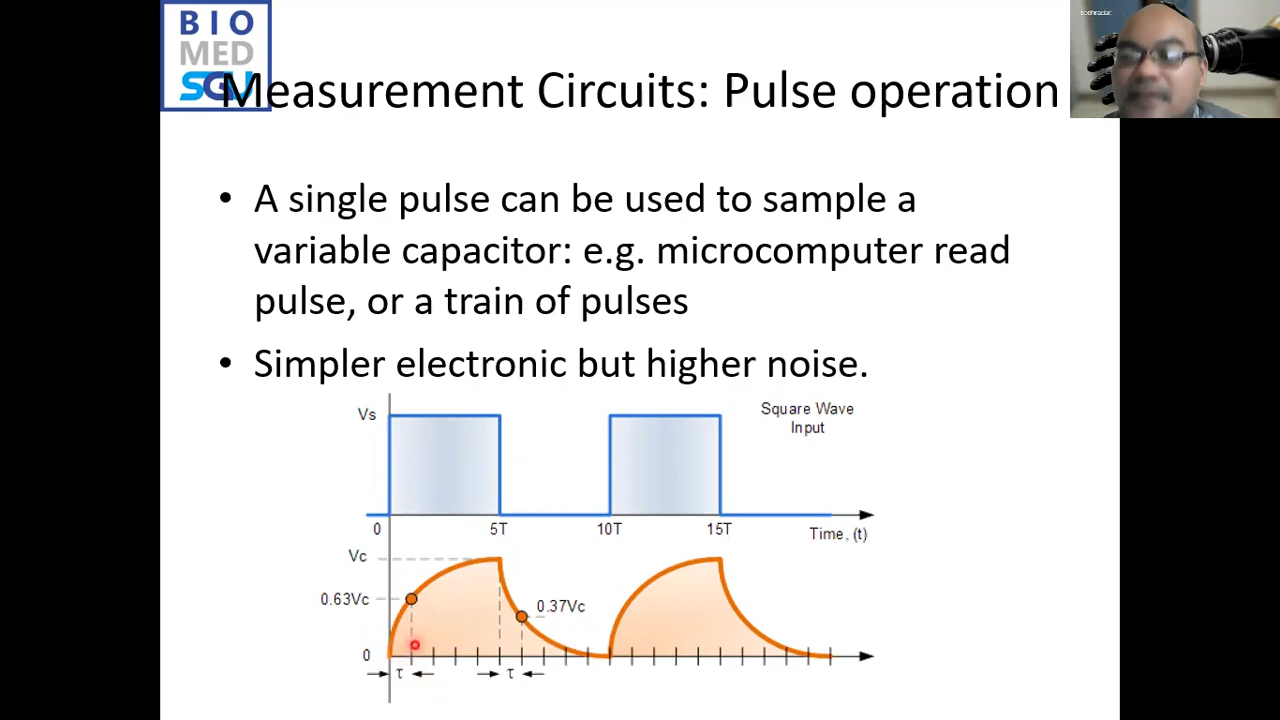 BIO
MED
SGU
techradar
Measurement Circuits: Pulse operation
• A single pulse can be used to sample a
variable capacitor: e.g. microcomputer read
pulse, or a train of pulses
• Simpler electronic but higher noise.
Vs
Square Wave
Input
0 5T 10T 15T
Time, (t)
Vc
0.63Vc
0.37Vc
0
τ τ